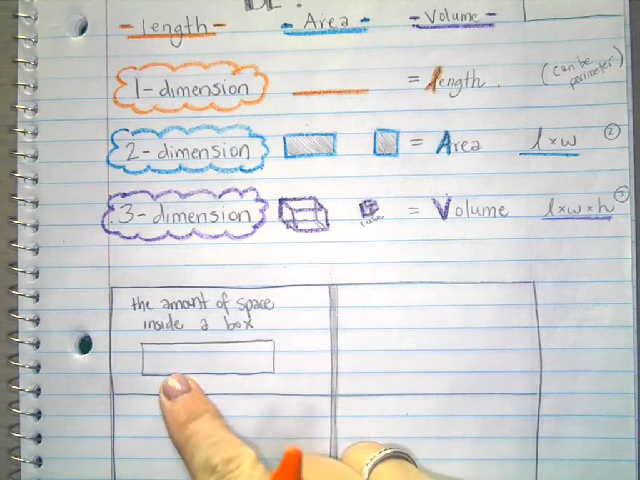 - length - - Area - - Volume -
1-dimension = length. (can be perimeter)
2-dimension = Area l×w ②
3-dimension cube = Volume l×w×h ③
the amount of space
inside a box